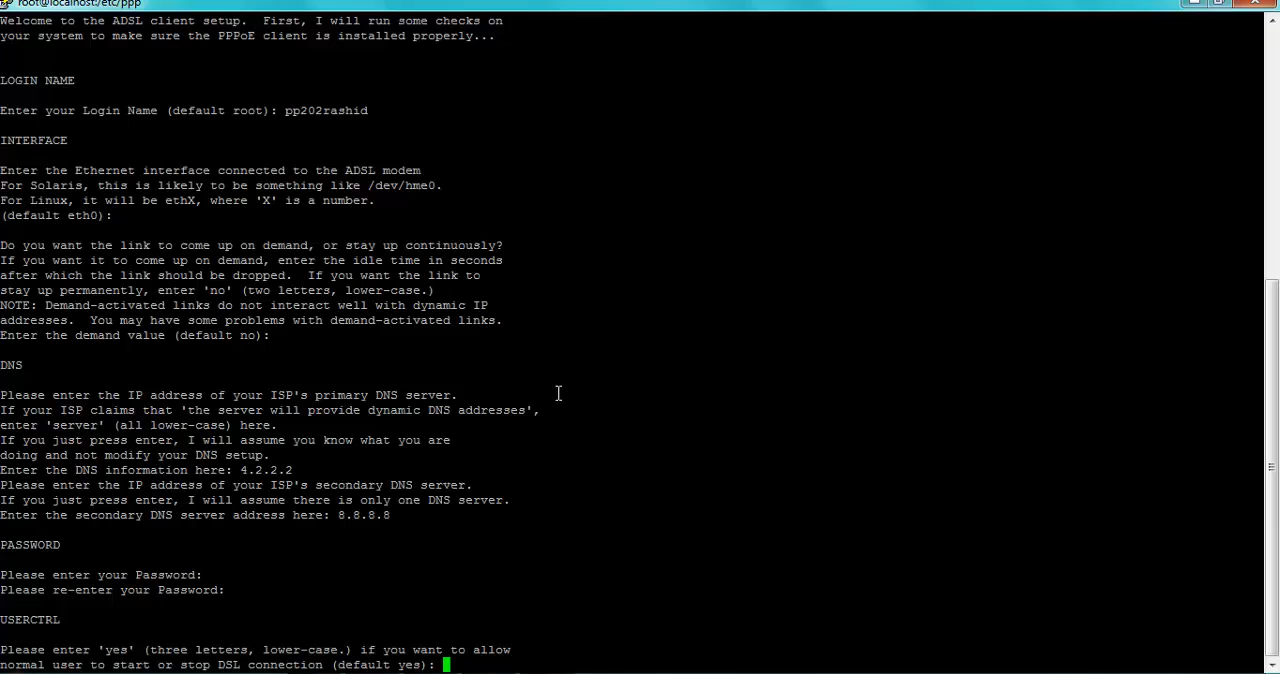 root@localhost:/etc/ppp
Welcome to the ADSL client setup.  First, I will run some checks on
your system to make sure the PPPoE client is installed properly...
LOGIN NAME
Enter your Login Name (default root): pp202rashid
INTERFACE
Enter the Ethernet interface connected to the ADSL modem
For Solaris, this is likely to be something like /dev/hme0.
For Linux, it will be ethX, where 'X' is a number.
(default eth0):
Do you want the link to come up on demand, or stay up continuously?
If you want it to come up on demand, enter the idle time in seconds
after which the link should be dropped.  If you want the link to
stay up permanently, enter 'no' (two letters, lower-case.)
NOTE: Demand-activated links do not interact well with dynamic IP
addresses.  You may have some problems with demand-activated links.
Enter the demand value (default no):
DNS
Please enter the IP address of your ISP's primary DNS server.
If your ISP claims that 'the server will provide dynamic DNS addresses',
enter 'server' (all lower-case) here.
If you just press enter, I will assume you know what you are
doing and not modify your DNS setup.
Enter the DNS information here: 4.2.2.2
Please enter the IP address of your ISP's secondary DNS server.
If you just press enter, I will assume there is only one DNS server.
Enter the secondary DNS server address here: 8.8.8.8
PASSWORD
Please enter your Password:
Please re-enter your Password:
USERCTRL
Please enter 'yes' (three letters, lower-case.) if you want to allow
normal user to start or stop DSL connection (default yes):